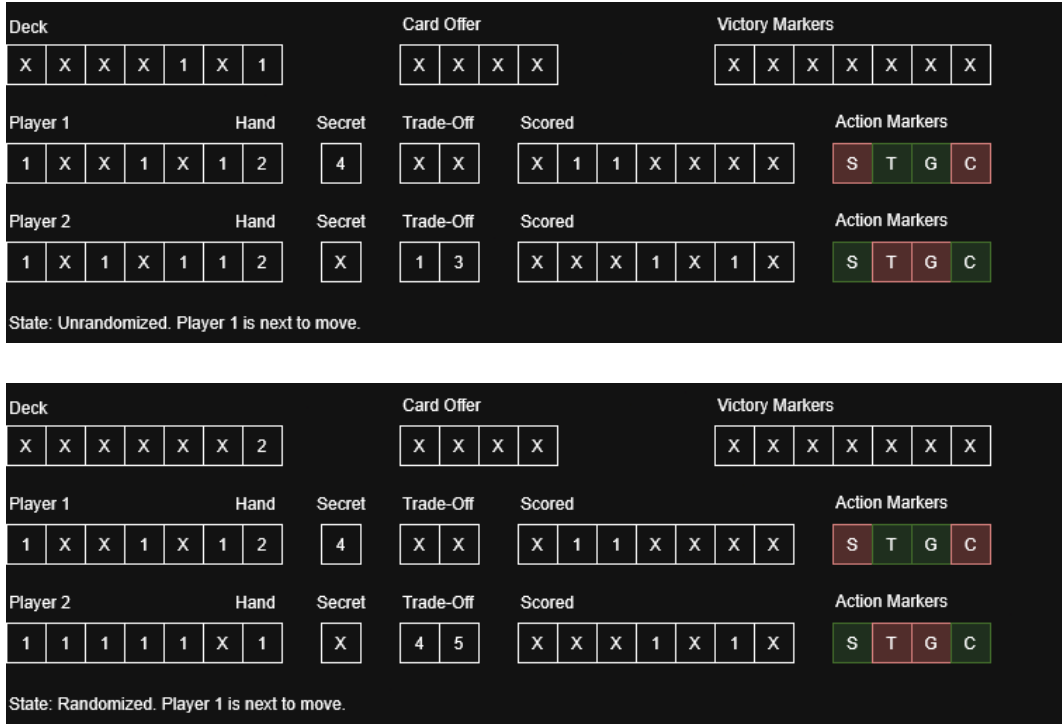 Deck Card Offer Victory Markers
X X X X 1 X 1 X X X X X X X X X X X
Player 1 Hand Secret Trade-Off Scored Action Markers
1 X X 1 X 1 2 4 X X X 1 1 X X X X S T G C
Player 2 Hand Secret Trade-Off Scored Action Markers
1 X 1 X 1 1 2 X 1 3 X X X 1 X 1 X S T G C
State: Unrandomized. Player 1 is next to move.
Deck Card Offer Victory Markers
X X X X X X 2 X X X X X X X X X X X
Player 1 Hand Secret Trade-Off Scored Action Markers
1 X X 1 X 1 2 4 X X X 1 1 X X X X S T G C
Player 2 Hand Secret Trade-Off Scored Action Markers
1 1 1 1 1 X 1 X 4 5 X X X 1 X 1 X S T G C
State: Randomized. Player 1 is next to move.